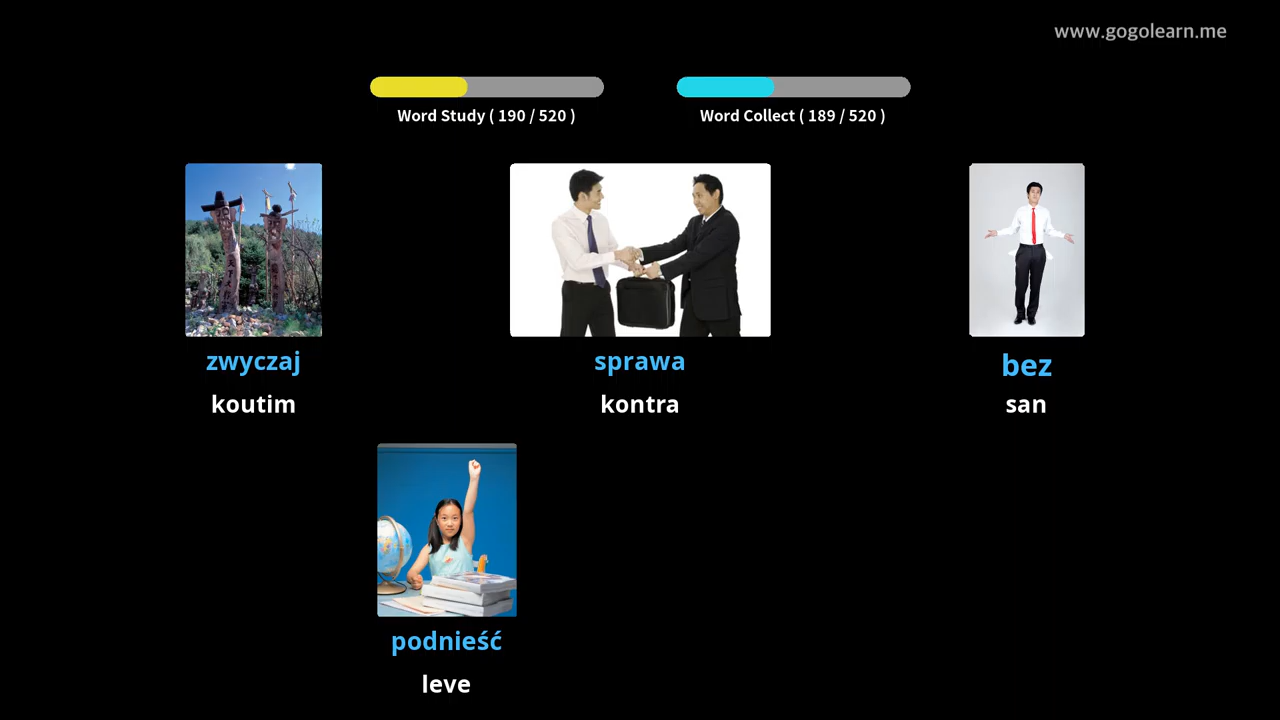 www.gogolearn.me
Word Study ( 190 / 520 )
Word Collect ( 189 / 520 )
zwyczaj
koutim
sprawa
kontra
bez
san
podnieść
leve